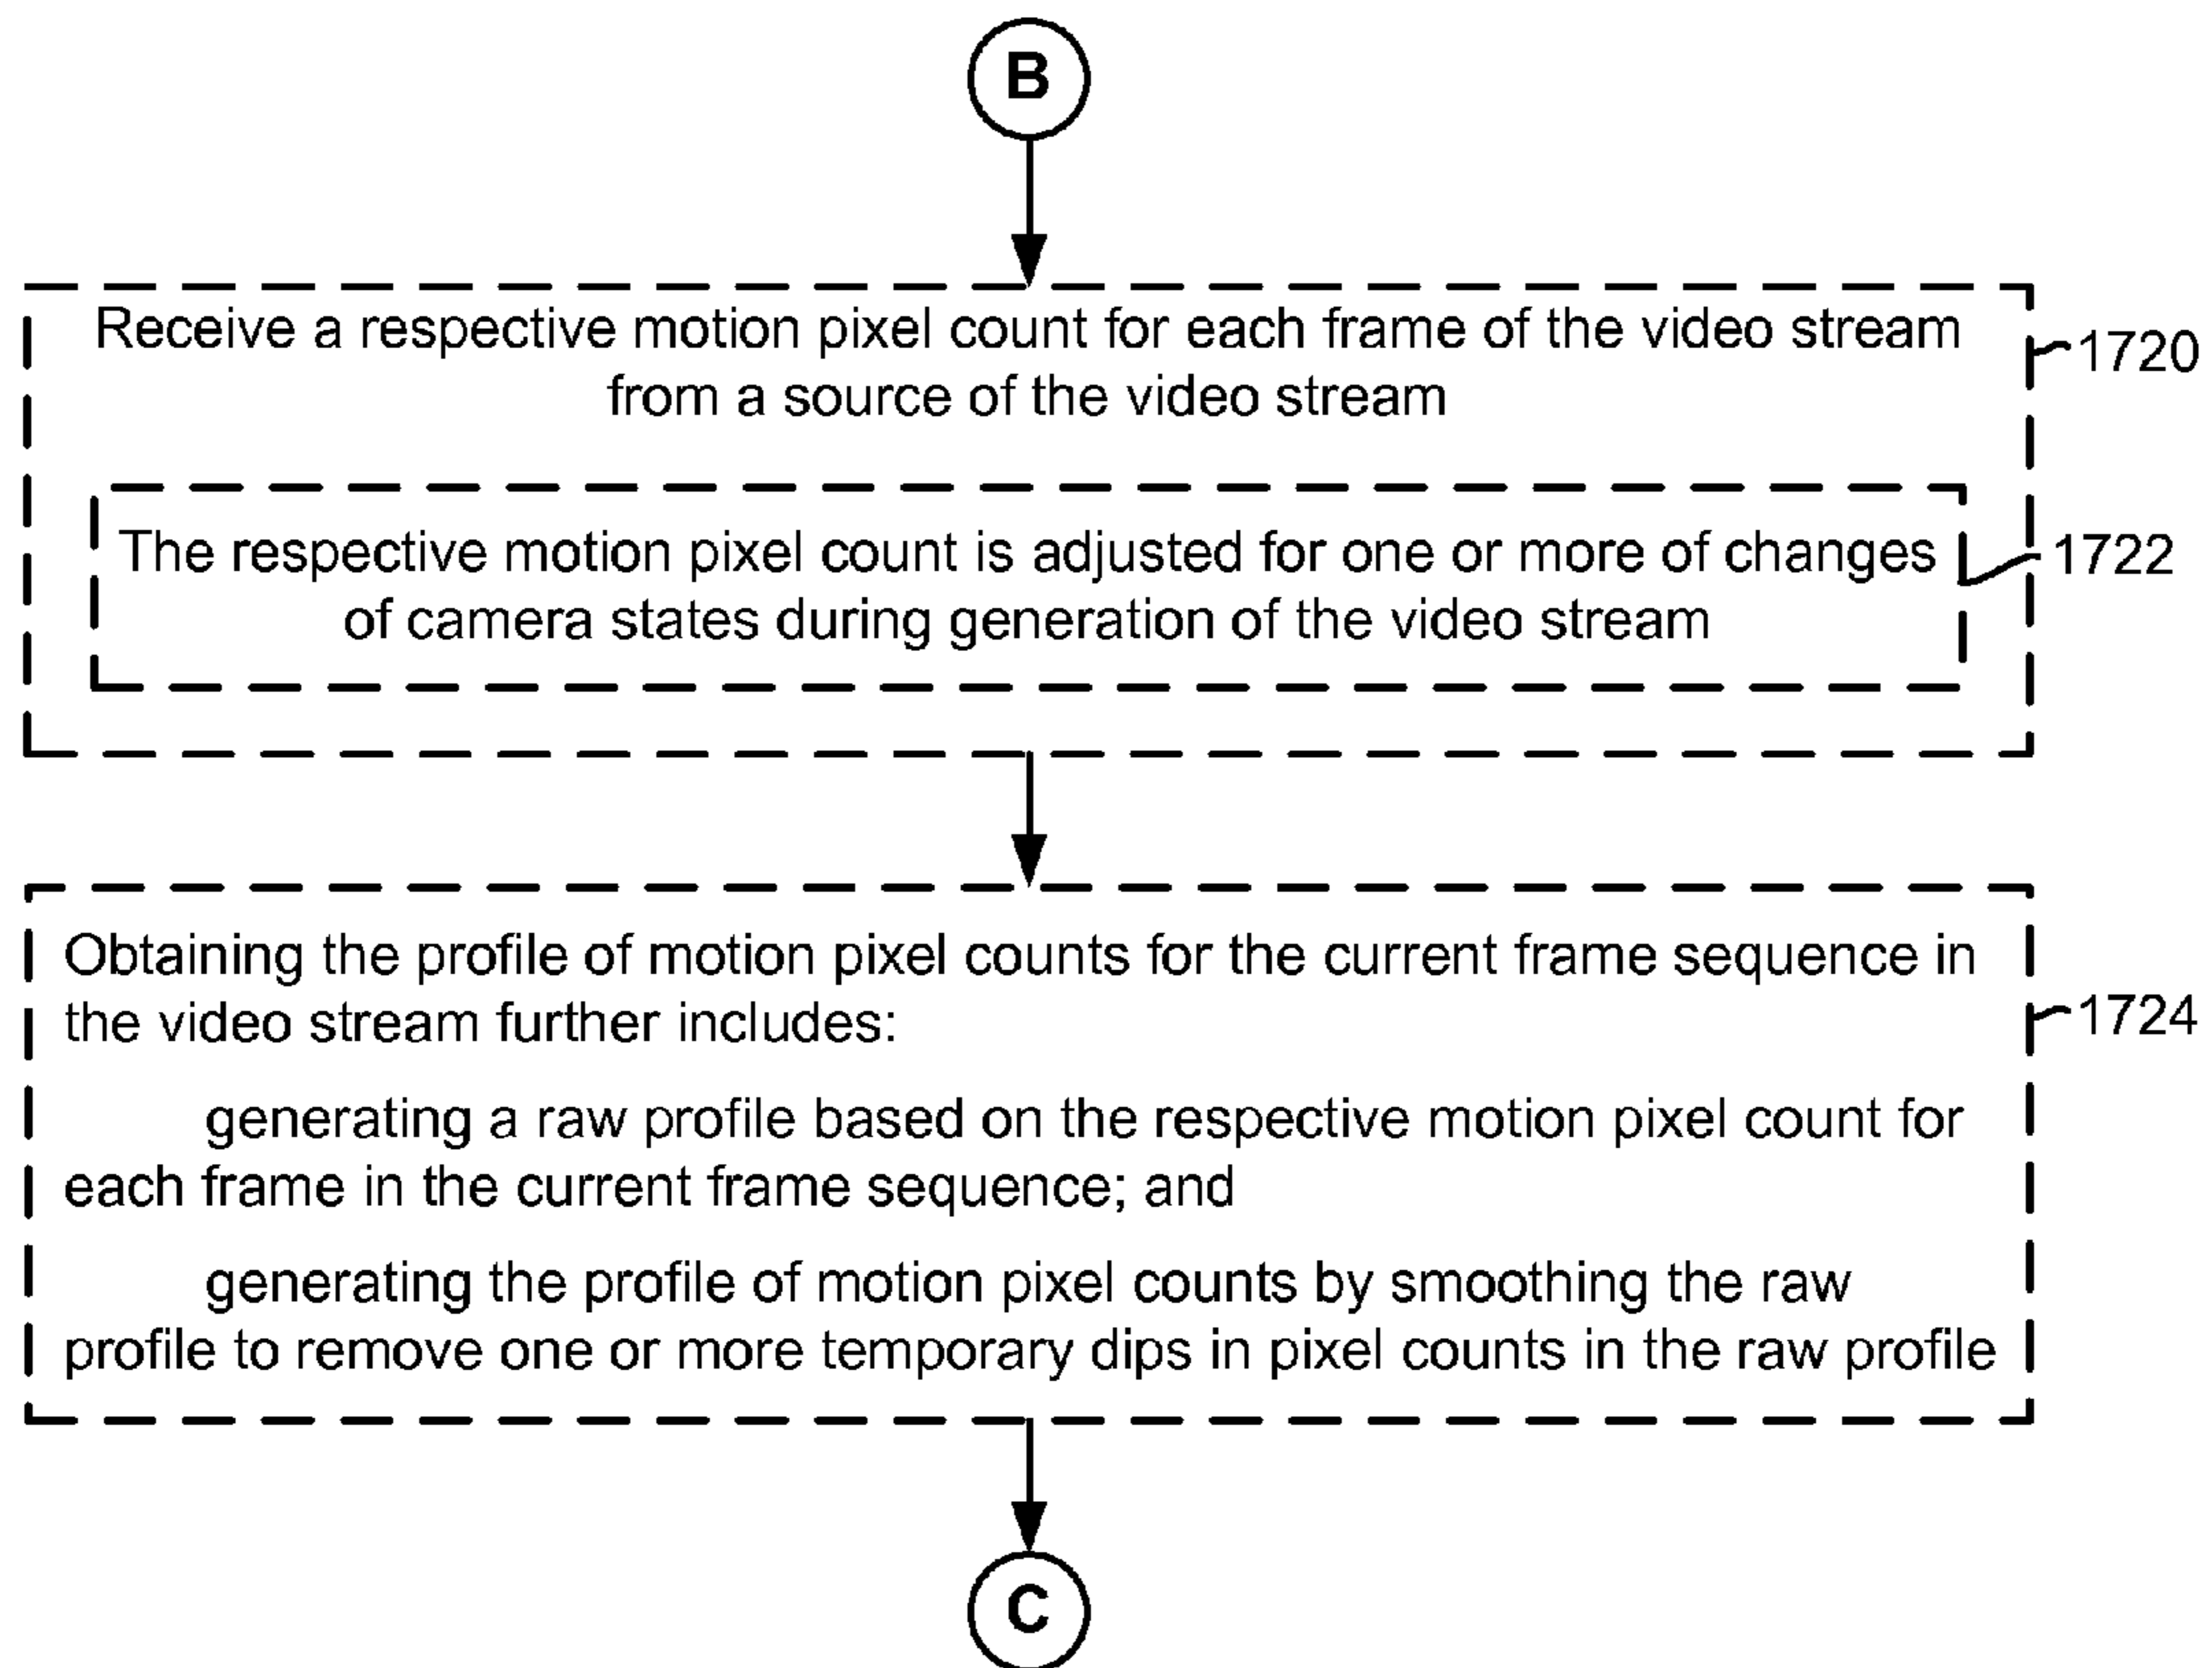 B
Receive a respective motion pixel count for each frame of the video stream
from a source of the video stream
1720
The respective motion pixel count is adjusted for one or more of changes
of camera states during generation of the video stream
1722
Obtaining the profile of motion pixel counts for the current frame sequence in
the video stream further includes:
1724
generating a raw profile based on the respective motion pixel count for
each frame in the current frame sequence; and
generating the profile of motion pixel counts by smoothing the raw
profile to remove one or more temporary dips in pixel counts in the raw profile
C